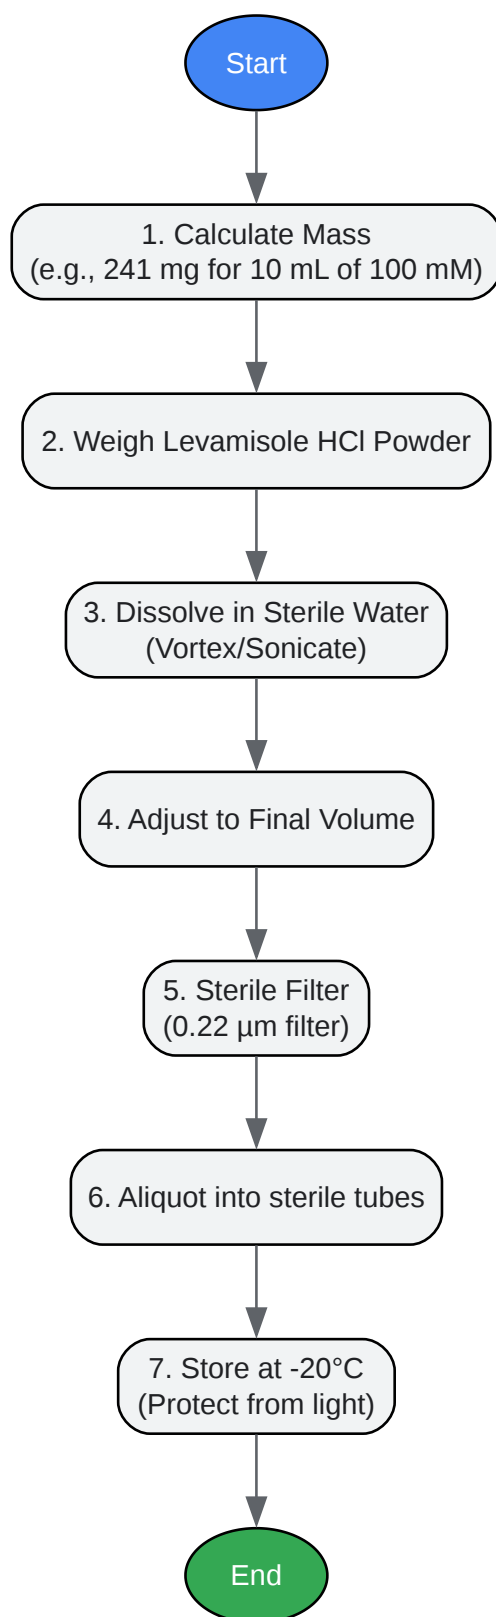 Start
1. Calculate Mass
(e.g., 241 mg for 10 mL of 100 mM)
2. Weigh Levamisole HCl Powder
3. Dissolve in Sterile Water
(Vortex/Sonicate)
4. Adjust to Final Volume
5. Sterile Filter
(0.22 µm filter)
6. Aliquot into sterile tubes
7. Store at -20°C
(Protect from light)
End